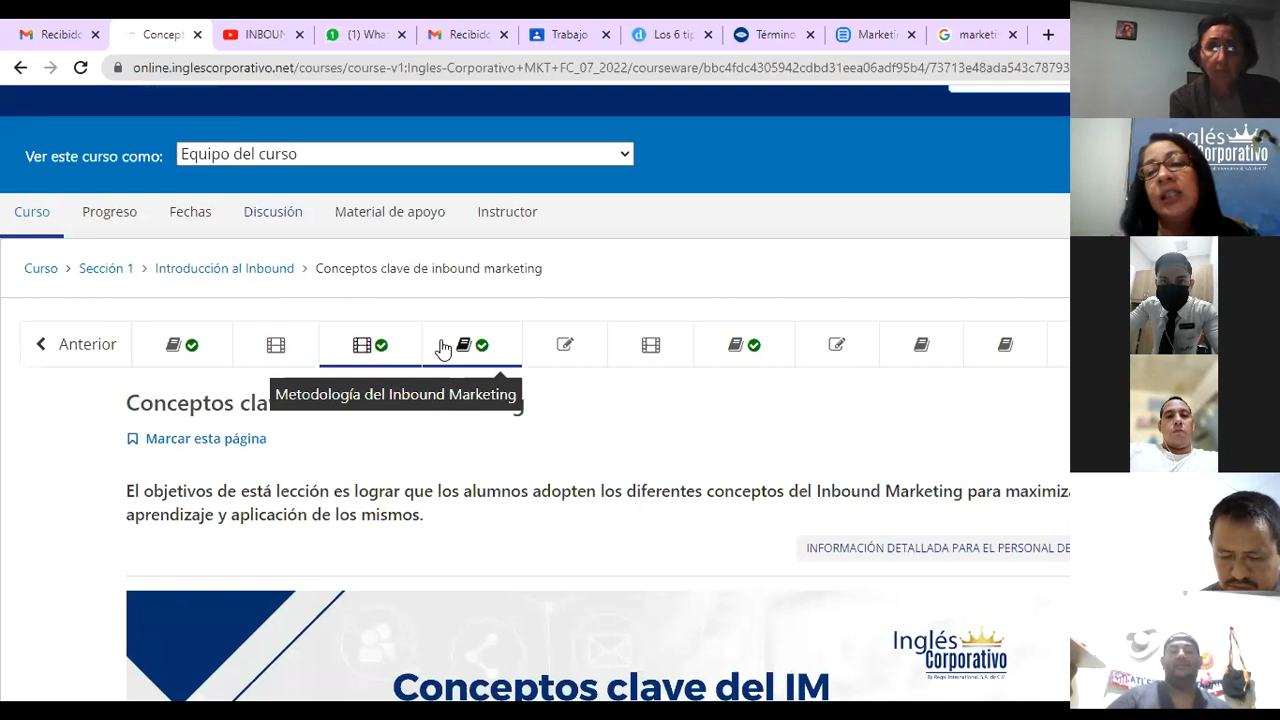 Recibido
Concept
INBOUN
(1) What
Recibido
Trabajo
Los 6 tip
Término
Marketi
marketi
online.inglescorporativo.net/courses/course-v1:Ingles-Corporativo+MKT+FC_07_2022/courseware/bbc4fdc4305942cdbd31eea06adf95b4/73713e48ada543c78793
Ver este curso como:
Equipo del curso
Curso
Progreso
Fechas
Discusión
Material de apoyo
Instructor
Curso > Sección 1 > Introducción al Inbound > Conceptos clave de inbound marketing
Anterior
Metodología del Inbound Marketing
Conceptos cla
Marcar esta página
El objetivos de está lección es lograr que los alumnos adopten los diferentes conceptos del Inbound Marketing para maximiza
aprendizaje y aplicación de los mismos.
INFORMACIÓN DETALLADA PARA EL PERSONAL DE
Inglés
Corporativo
By Rege International, S.A. de C.V.
Conceptos clave del IM
Inglés
Corporativo